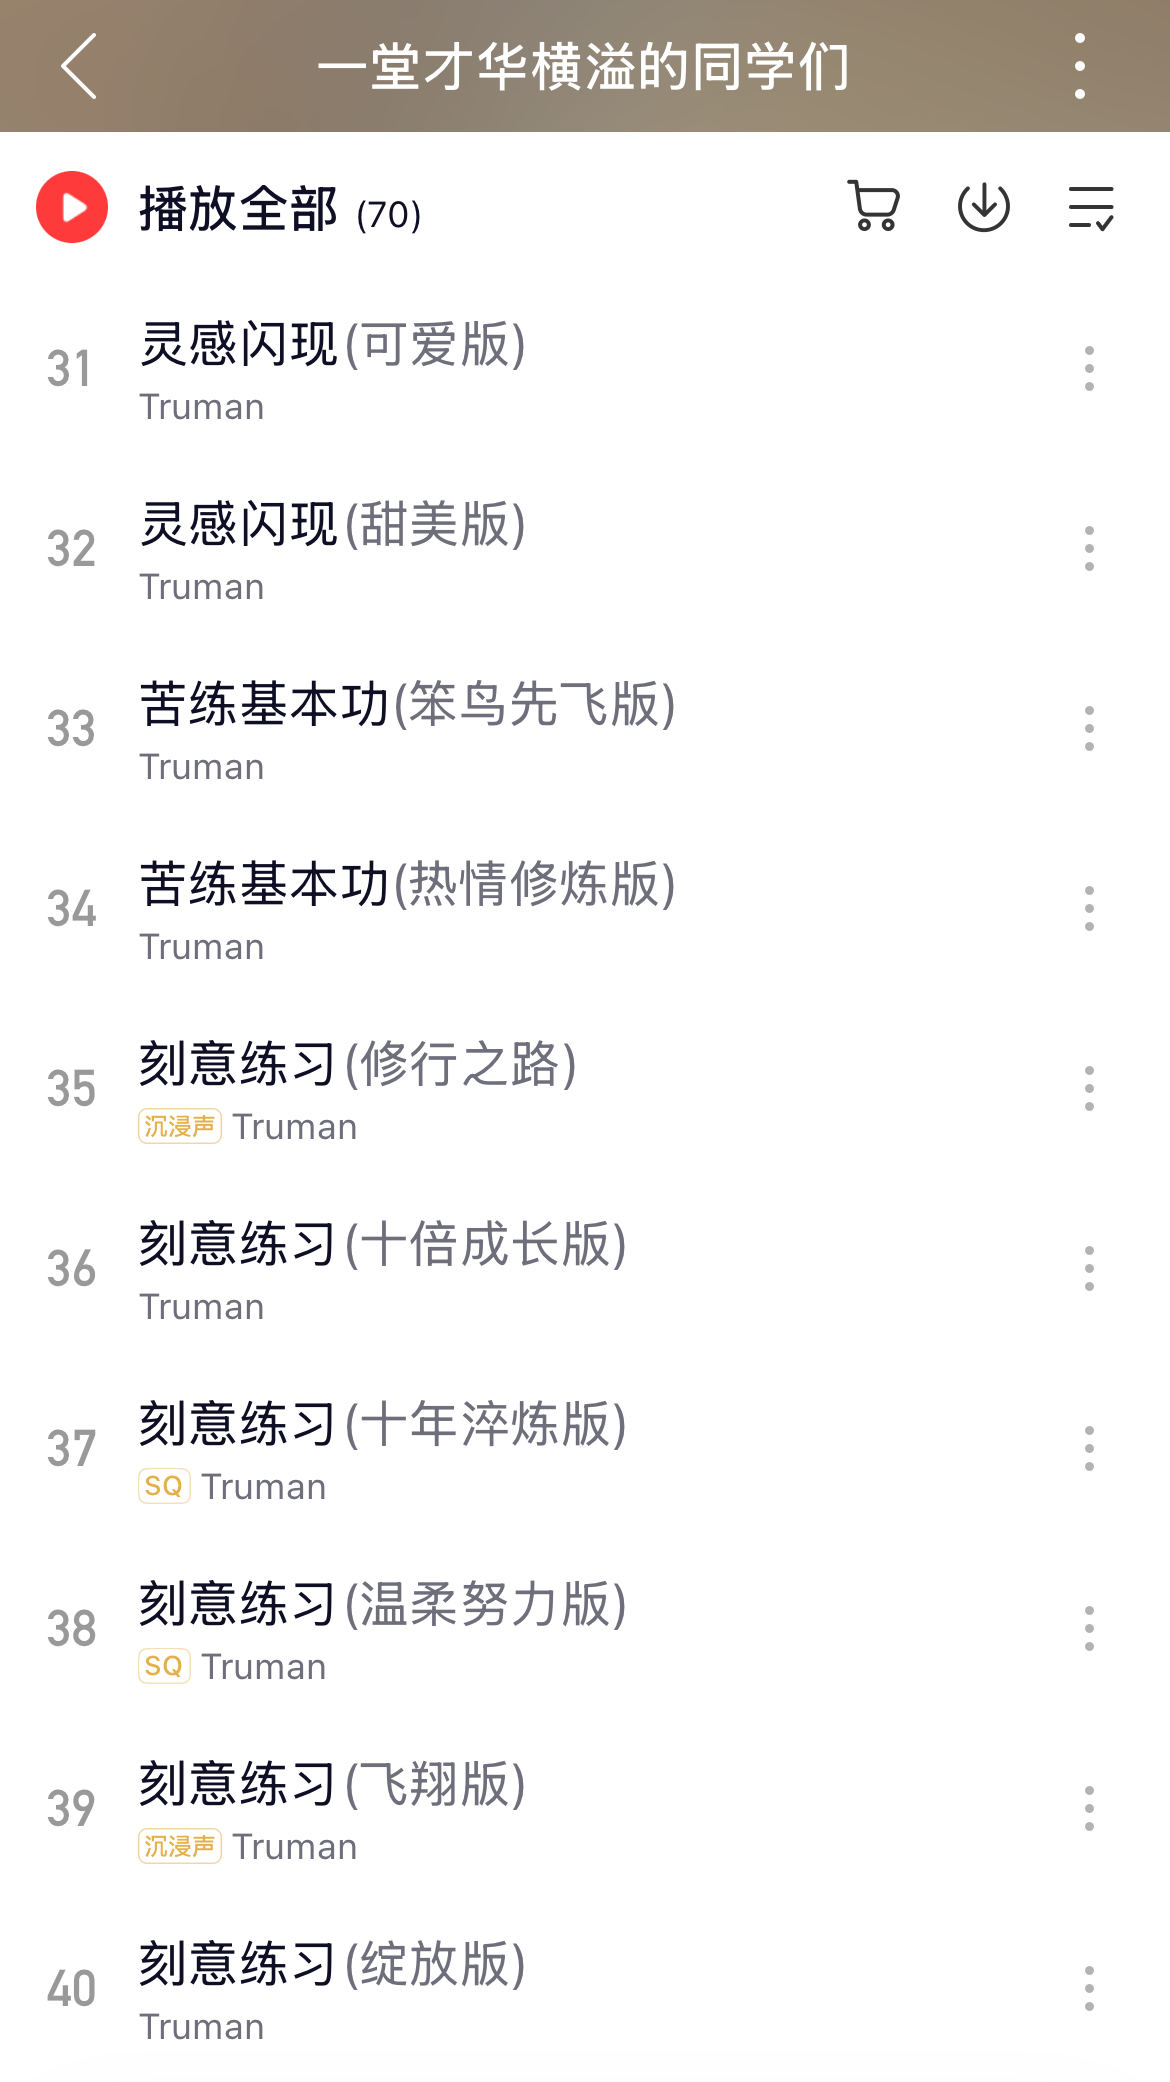 一堂才华横溢的同学们
播放全部 (70)
31
灵感闪现(可爱版)
Truman
32
灵感闪现(甜美版)
Truman
33
苦练基本功(笨鸟先飞版)
Truman
34
苦练基本功(热情修炼版)
Truman
35
刻意练习(修行之路)
沉浸声 Truman
36
刻意练习(十倍成长版)
Truman
37
刻意练习(十年淬炼版)
SQ Truman
38
刻意练习(温柔努力版)
SQ Truman
39
刻意练习(飞翔版)
沉浸声 Truman
40
刻意练习(绽放版)
Truman